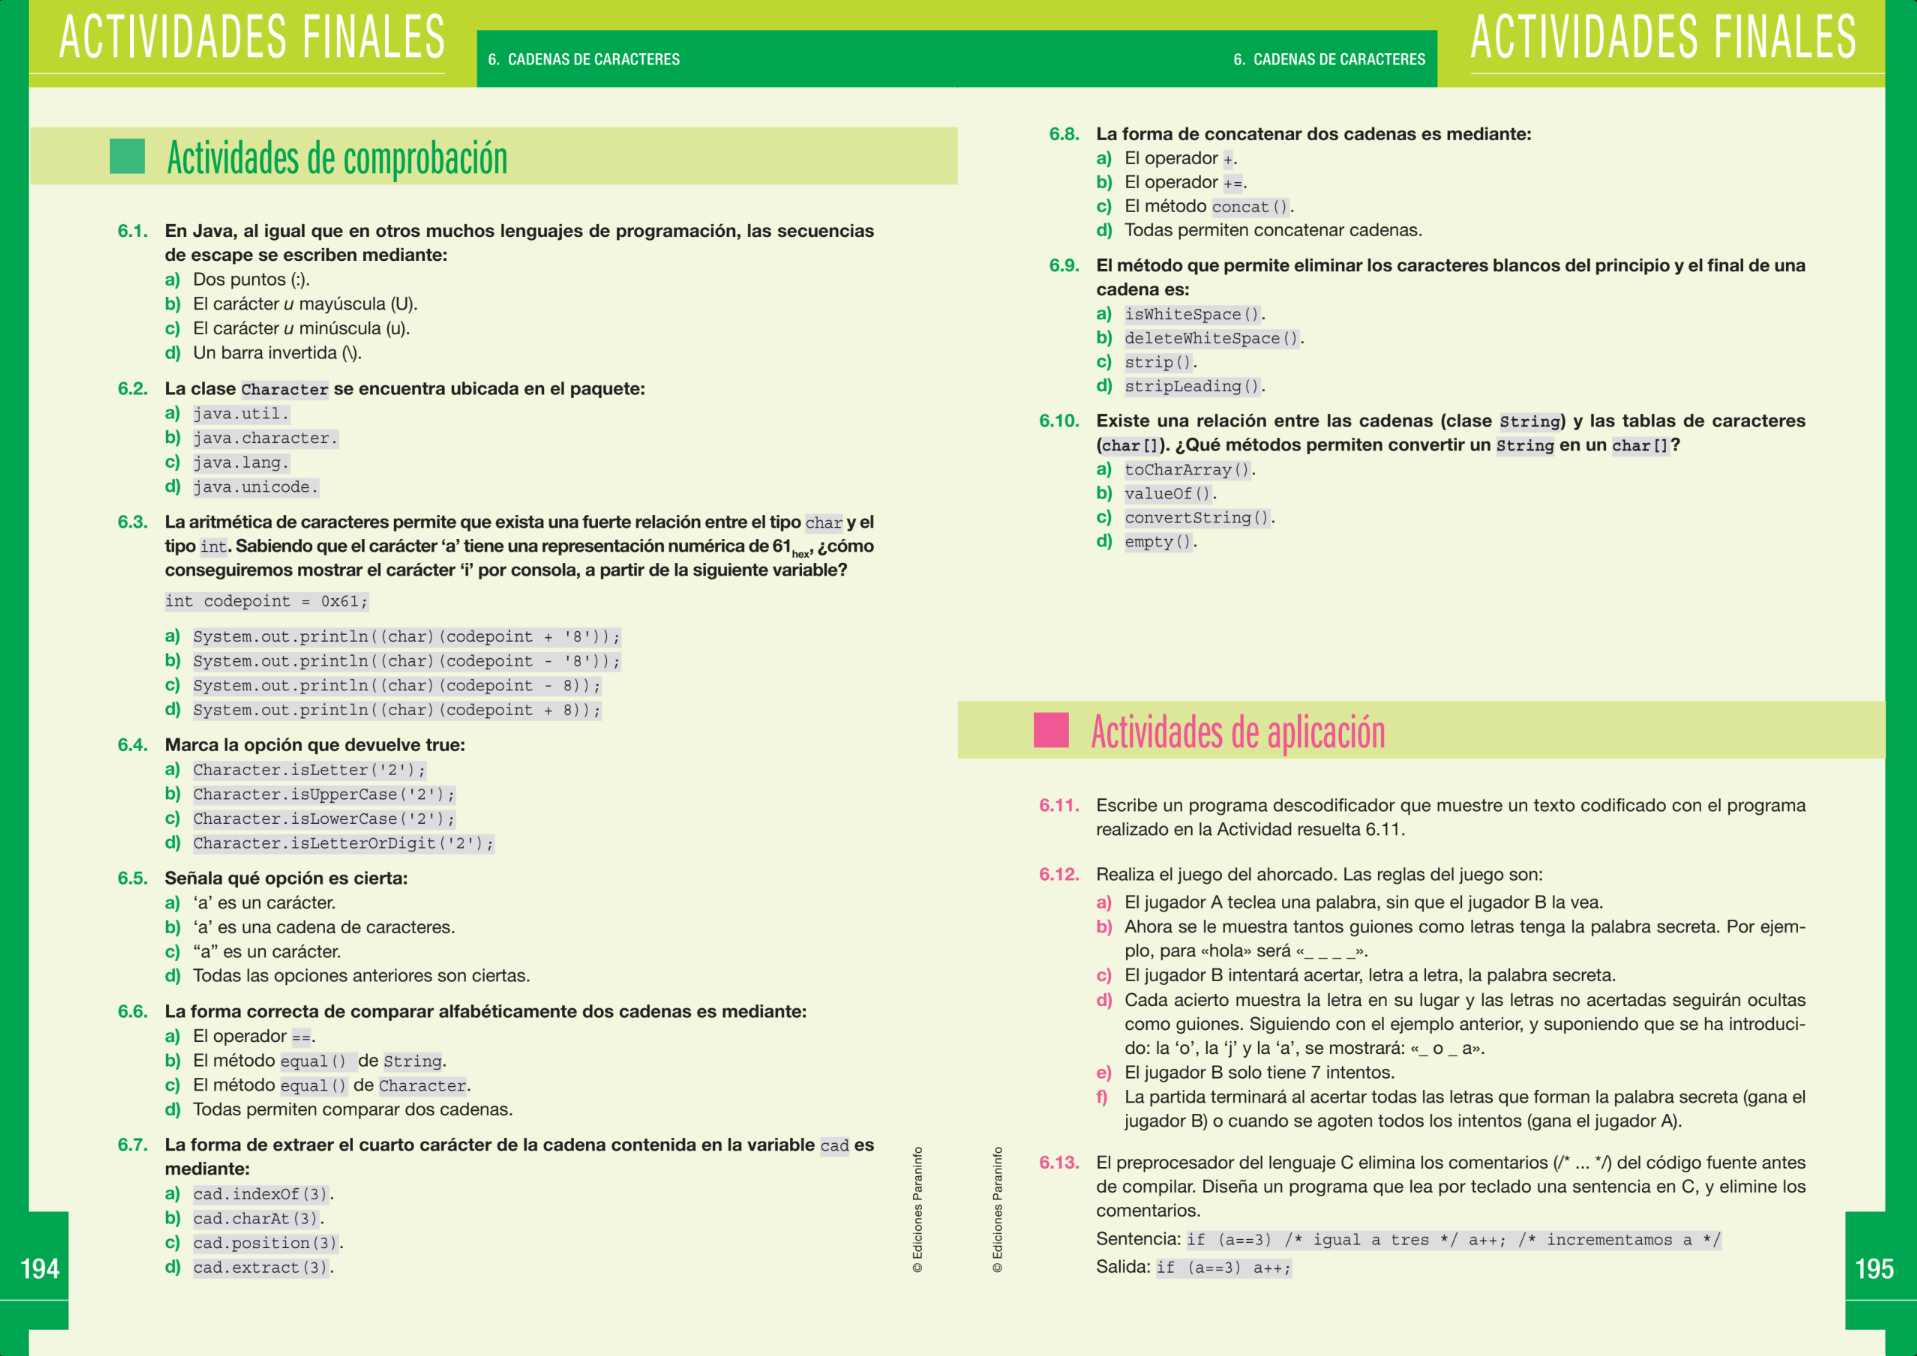 ACTIVIDADES FINALES
6. CADENAS DE CARACTERES
Actividades de comprobación
6.1. En Java, al igual que en otros muchos lenguajes de programación, las secuencias
de escape se escriben mediante:
a) Dos puntos (:).
b) El carácter u mayúscula (U).
c) El carácter u minúscula (u).
d) Un barra invertida (\).
6.2. La clase Character se encuentra ubicada en el paquete:
a) java.util.
b) java.character.
c) java.lang.
d) java.unicode.
6.3. La aritmética de caracteres permite que exista una fuerte relación entre el tipo char y el
tipo int. Sabiendo que el carácter ‘a’ tiene una representación numérica de 61hex, ¿cómo
conseguiremos mostrar el carácter ‘i’ por consola, a partir de la siguiente variable?
int codepoint = 0x61;
a) System.out.println((char)(codepoint + '8'));
b) System.out.println((char)(codepoint - '8'));
c) System.out.println((char)(codepoint - 8));
d) System.out.println((char)(codepoint + 8));
6.4. Marca la opción que devuelve true:
a) Character.isLetter('2');
b) Character.isUpperCase('2');
c) Character.isLowerCase('2');
d) Character.isLetterOrDigit('2');
6.5. Señala qué opción es cierta:
a) ‘a’ es un carácter.
b) ‘a’ es una cadena de caracteres.
c) “a” es un carácter.
d) Todas las opciones anteriores son ciertas.
6.6. La forma correcta de comparar alfabéticamente dos cadenas es mediante:
a) El operador ==.
b) El método equal() de String.
c) El método equal() de Character.
d) Todas permiten comparar dos cadenas.
6.7. La forma de extraer el cuarto carácter de la cadena contenida en la variable cad es
mediante:
a) cad.indexOf(3).
b) cad.charAt(3).
c) cad.position(3).
d) cad.extract(3).
© Ediciones Paraninfo
194
6. CADENAS DE CARACTERES
ACTIVIDADES FINALES
6.8. La forma de concatenar dos cadenas es mediante:
a) El operador +.
b) El operador +=.
c) El método concat().
d) Todas permiten concatenar cadenas.
6.9. El método que permite eliminar los caracteres blancos del principio y el final de una
cadena es:
a) isWhiteSpace().
b) deleteWhiteSpace().
c) strip().
d) stripLeading().
6.10. Existe una relación entre las cadenas (clase String) y las tablas de caracteres
(char[]). ¿Qué métodos permiten convertir un String en un char[]?
a) toCharArray().
b) valueOf().
c) convertString().
d) empty().
Actividades de aplicación
6.11. Escribe un programa descodificador que muestre un texto codificado con el programa
realizado en la Actividad resuelta 6.11.
6.12. Realiza el juego del ahorcado. Las reglas del juego son:
a) El jugador A teclea una palabra, sin que el jugador B la vea.
b) Ahora se le muestra tantos guiones como letras tenga la palabra secreta. Por ejem-
plo, para «hola» será «_ _ _ _».
c) El jugador B intentará acertar, letra a letra, la palabra secreta.
d) Cada acierto muestra la letra en su lugar y las letras no acertadas seguirán ocultas
como guiones. Siguiendo con el ejemplo anterior, y suponiendo que se ha introduci-
do: la ‘o’, la ‘j’ y la ‘a’, se mostrará: «_ o _ a».
e) El jugador B solo tiene 7 intentos.
f) La partida terminará al acertar todas las letras que forman la palabra secreta (gana el
jugador B) o cuando se agoten todos los intentos (gana el jugador A).
6.13. El preprocesador del lenguaje C elimina los comentarios (/* ... */) del código fuente antes
de compilar. Diseña un programa que lea por teclado una sentencia en C, y elimine los
comentarios.
Sentencia: if (a==3) /* igual a tres */ a++; /* incrementamos a */
Salida: if (a==3) a++;
© Ediciones Paraninfo
195